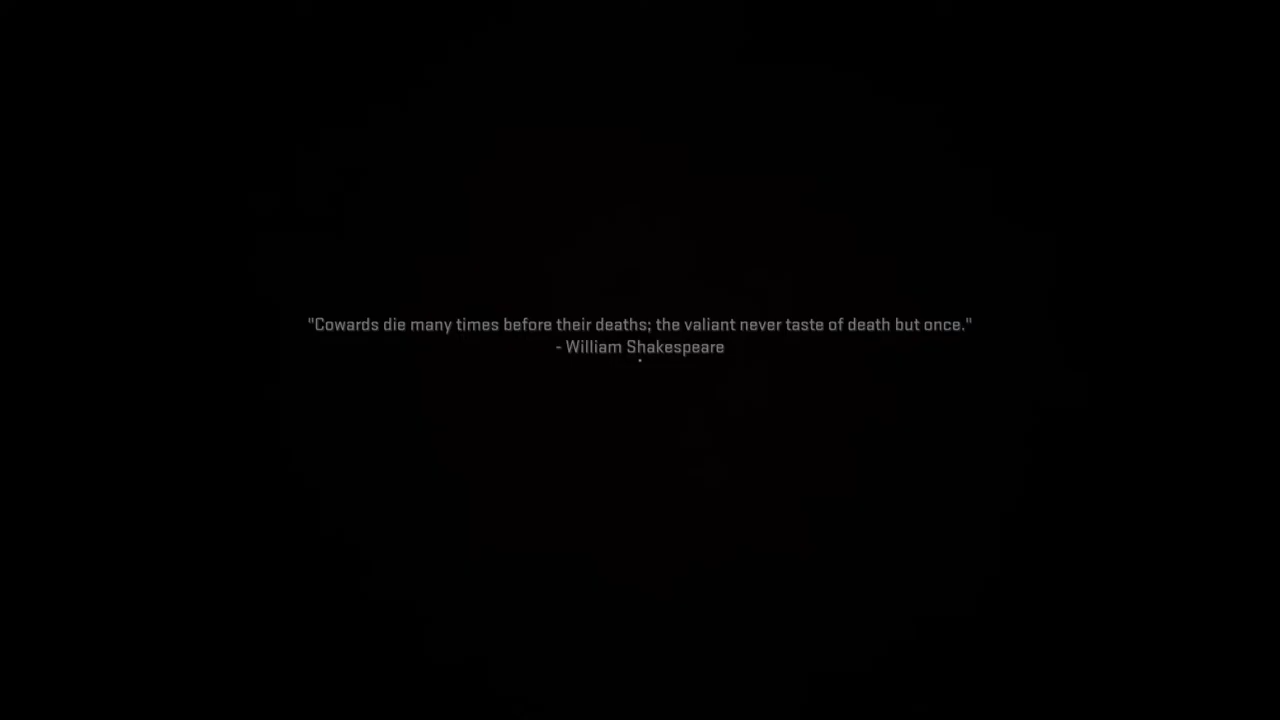 "Cowards die many times before their deaths; the valiant never taste of death but once."
- William Shakespeare